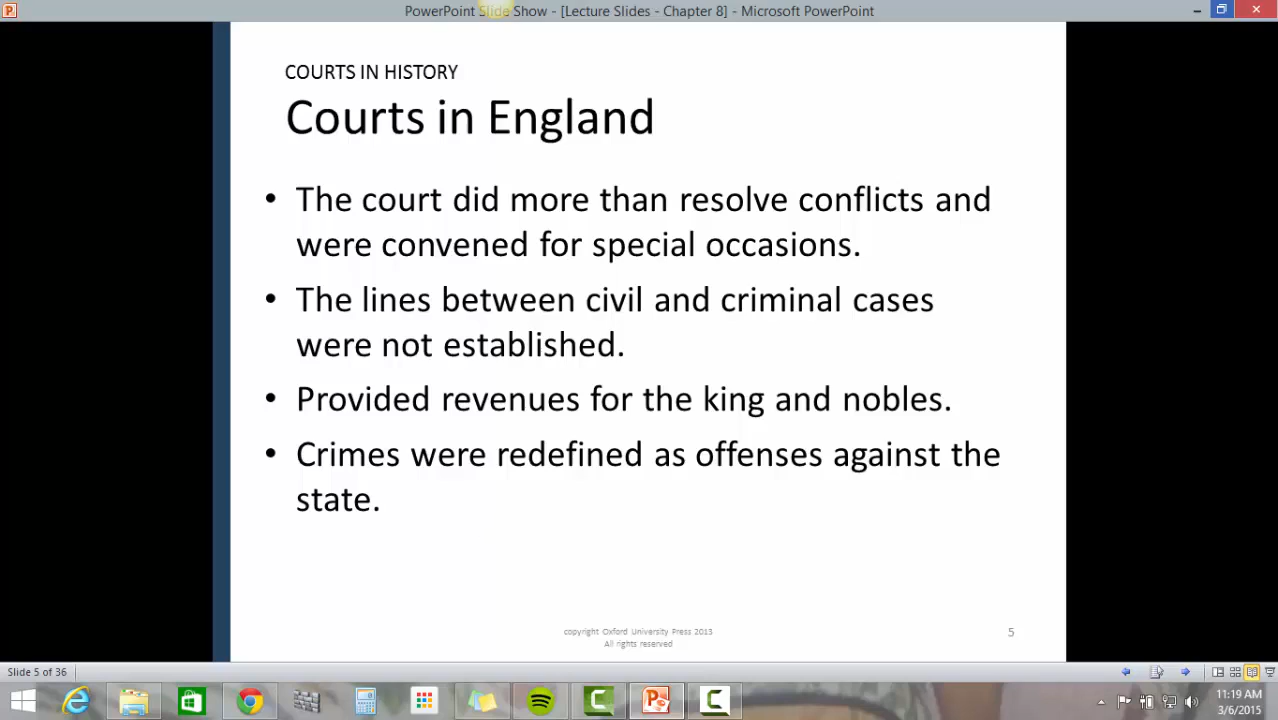 PowerPoint Slide Show - [Lecture Slides - Chapter 8] - Microsoft PowerPoint
COURTS IN HISTORY
Courts in England
• The court did more than resolve conflicts and
were convened for special occasions.
• The lines between civil and criminal cases
were not established.
• Provided revenues for the king and nobles.
• Crimes were redefined as offenses against the
state.
copyright Oxford University Press 2013
All rights reserved
5
Slide 5 of 36
11:19 AM
3/6/2015